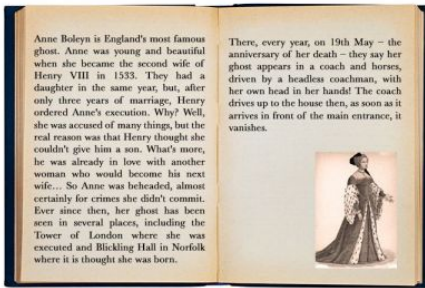 Anne Boleyn is England's most famous
ghost. Anne was young and beautiful
when she became the second wife of
Henry VIII in 1533. They had a
daughter in the same year, but, after
only three years of marriage, Henry
ordered Anne's execution. Why? Well,
she was accused of many things, but the
real reason was that Henry thought she
couldn't give him a son. What's more,
he was already in love with another
woman who would become his next
wife... So Anne was beheaded, almost
certainly for crimes she didn't commit.
Ever since then, her ghost has been
seen in several places, including the
Tower of London where she was
executed and Blickling Hall in Norfolk
where it is thought she was born.
There, every year, on 19th May – the
anniversary of her death – they say her
ghost appears in a coach and horses,
driven by a headless coachman, with
her own head in her hands! The coach
drives up to the house then, as soon as it
arrives in front of the main entrance, it
vanishes.